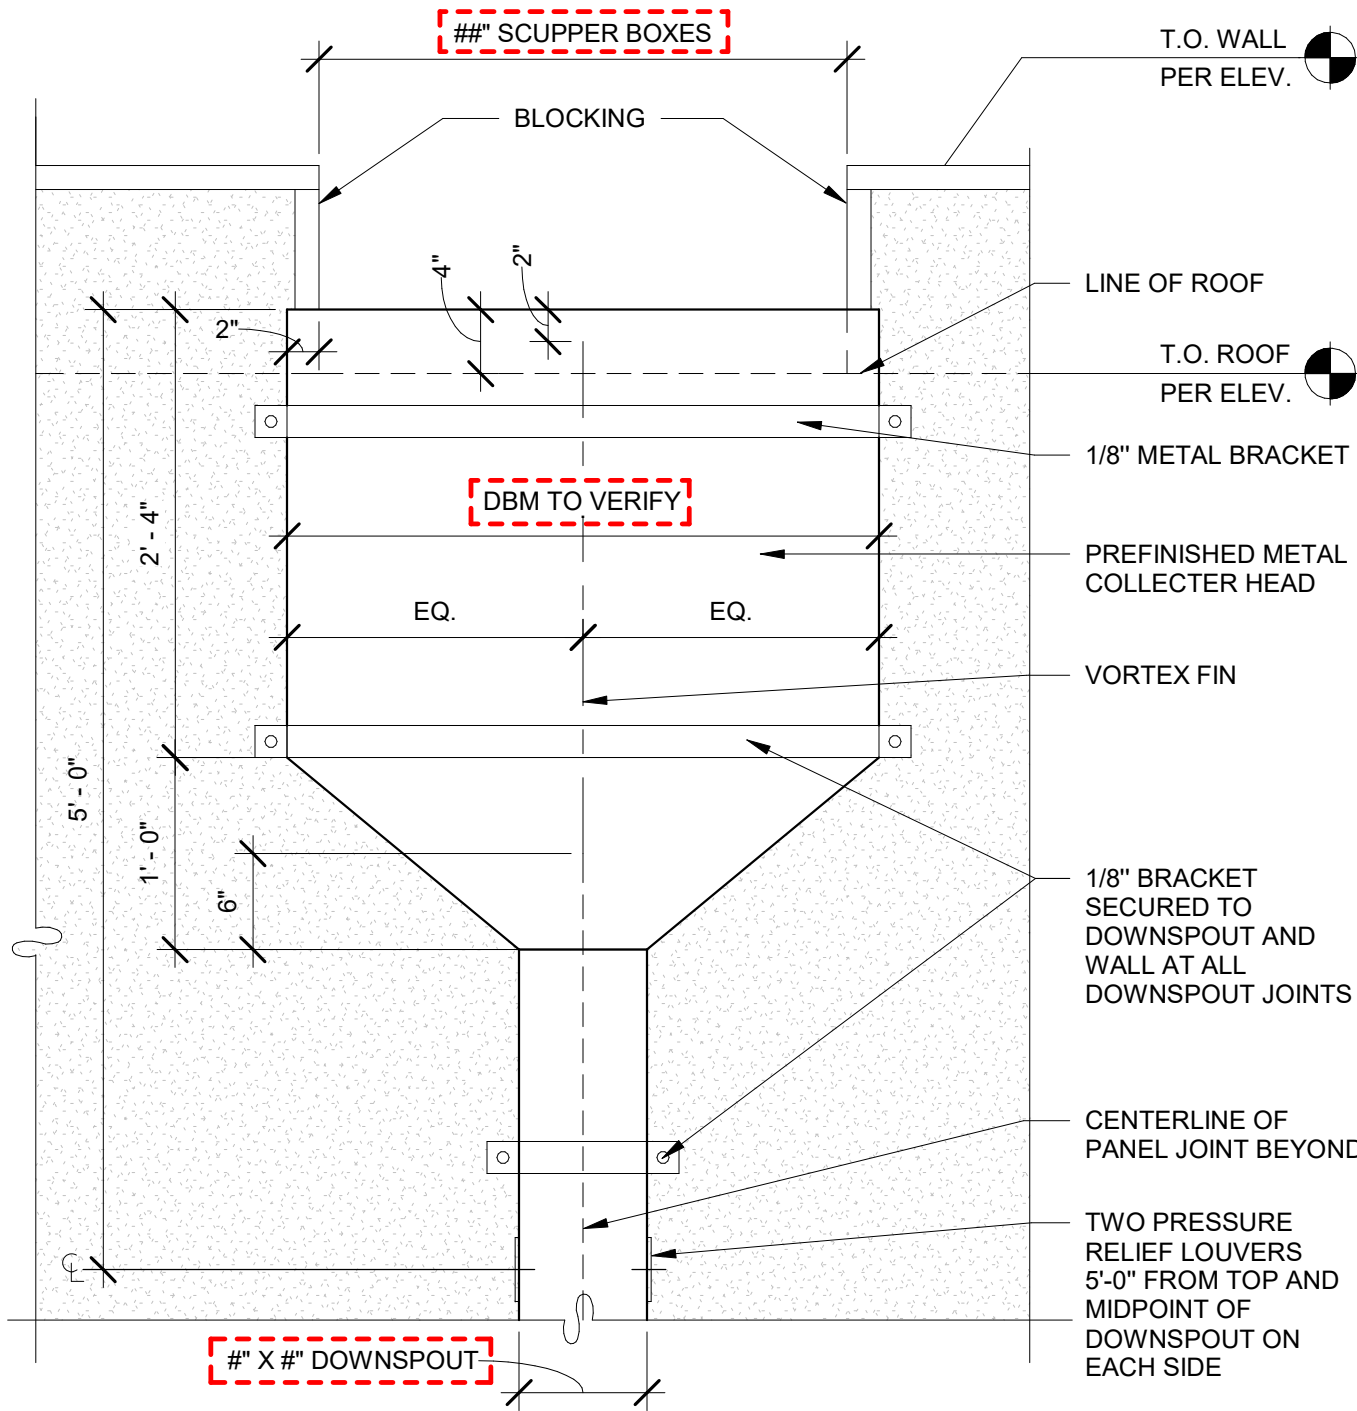 ##" SCUPPER BOXES
T.O. WALL
PER ELEV.
BLOCKING
4"
2"
LINE OF ROOF
2"
T.O. ROOF
PER ELEV.
1/8" METAL BRACKET
DBM TO VERIFY
2' - 4"
PREFINISHED METAL
COLLECTER HEAD
EQ.
EQ.
VORTEX FIN
5' - 0"
1' - 0"
6"
1/8" BRACKET
SECURED TO
DOWNSPOUT AND
WALL AT ALL
DOWNSPOUT JOINTS
CENTERLINE OF
PANEL JOINT BEYOND
TWO PRESSURE
RELIEF LOUVERS
5'-0" FROM TOP AND
MIDPOINT OF
DOWNSPOUT ON
EACH SIDE
CL
#" X #" DOWNSPOUT